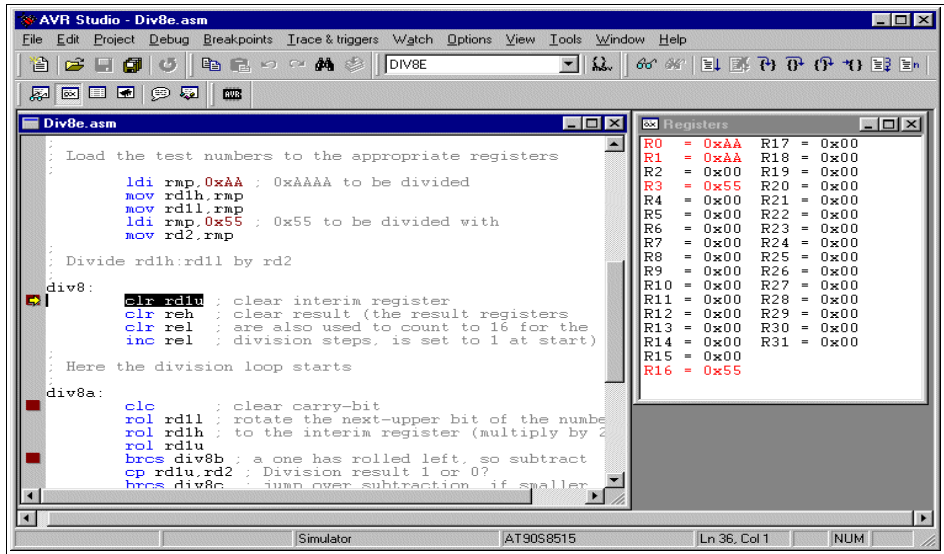 AVR Studio - Div8e.asm
File Edit Project Debug Breakpoints Trace & triggers Watch Options View Tools Window Help
DIV8E
AVR
Div8e.asm
;
; Load the test numbers to the appropriate registers
;
ldi rmp,0xAA ; 0xAAAA to be divided
mov rd1h,rmp
mov rd1l,rmp
ldi rmp,0x55 ; 0x55 to be divided with
mov rd2,rmp
;
; Divide rd1h:rd1l by rd2
;
div8:
clr rd1u ; clear interim register
clr reh ; clear result (the result registers
clr rel ; are also used to count to 16 for the
inc rel ; division steps, is set to 1 at start)
;
; Here the division loop starts
;
div8a:
clc ; clear carry-bit
rol rd1l ; rotate the next-upper bit of the numbe
rol rd1h ; to the interim register (multiply by 2
rol rd1u
brcs div8b ; a one has rolled left, so subtract
cp rd1u,rd2 ; Division result 1 or 0?
brcs div8c ; jump over subtraction, if smaller
Registers
R0 = 0xAA R17 = 0x00
R1 = 0xAA R18 = 0x00
R2 = 0x00 R19 = 0x00
R3 = 0x55 R20 = 0x00
R4 = 0x00 R21 = 0x00
R5 = 0x00 R22 = 0x00
R6 = 0x00 R23 = 0x00
R7 = 0x00 R24 = 0x00
R8 = 0x00 R25 = 0x00
R9 = 0x00 R26 = 0x00
R10 = 0x00 R27 = 0x00
R11 = 0x00 R28 = 0x00
R12 = 0x00 R29 = 0x00
R13 = 0x00 R30 = 0x00
R14 = 0x00 R31 = 0x00
R15 = 0x00
R16 = 0x55
Simulator AT90S8515 Ln 36, Col 1 NUM